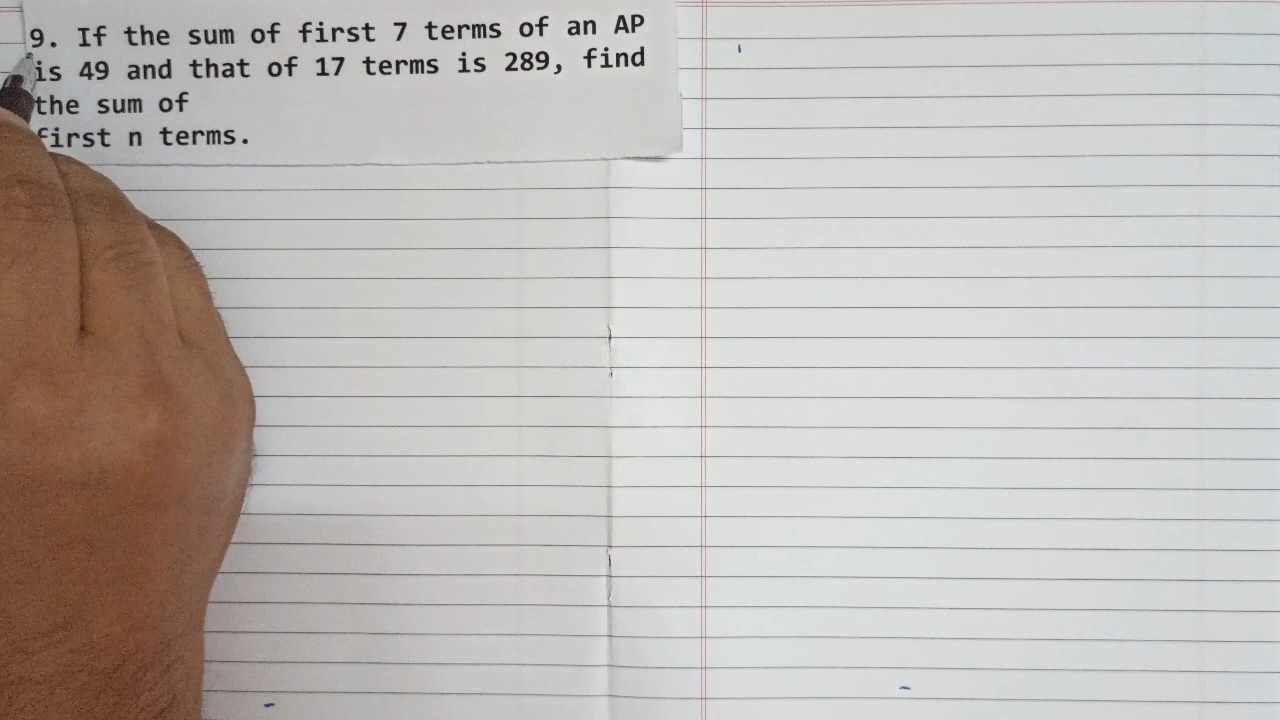 9. If the sum of first 7 terms of an AP
is 49 and that of 17 terms is 289, find
the sum of
first n terms.